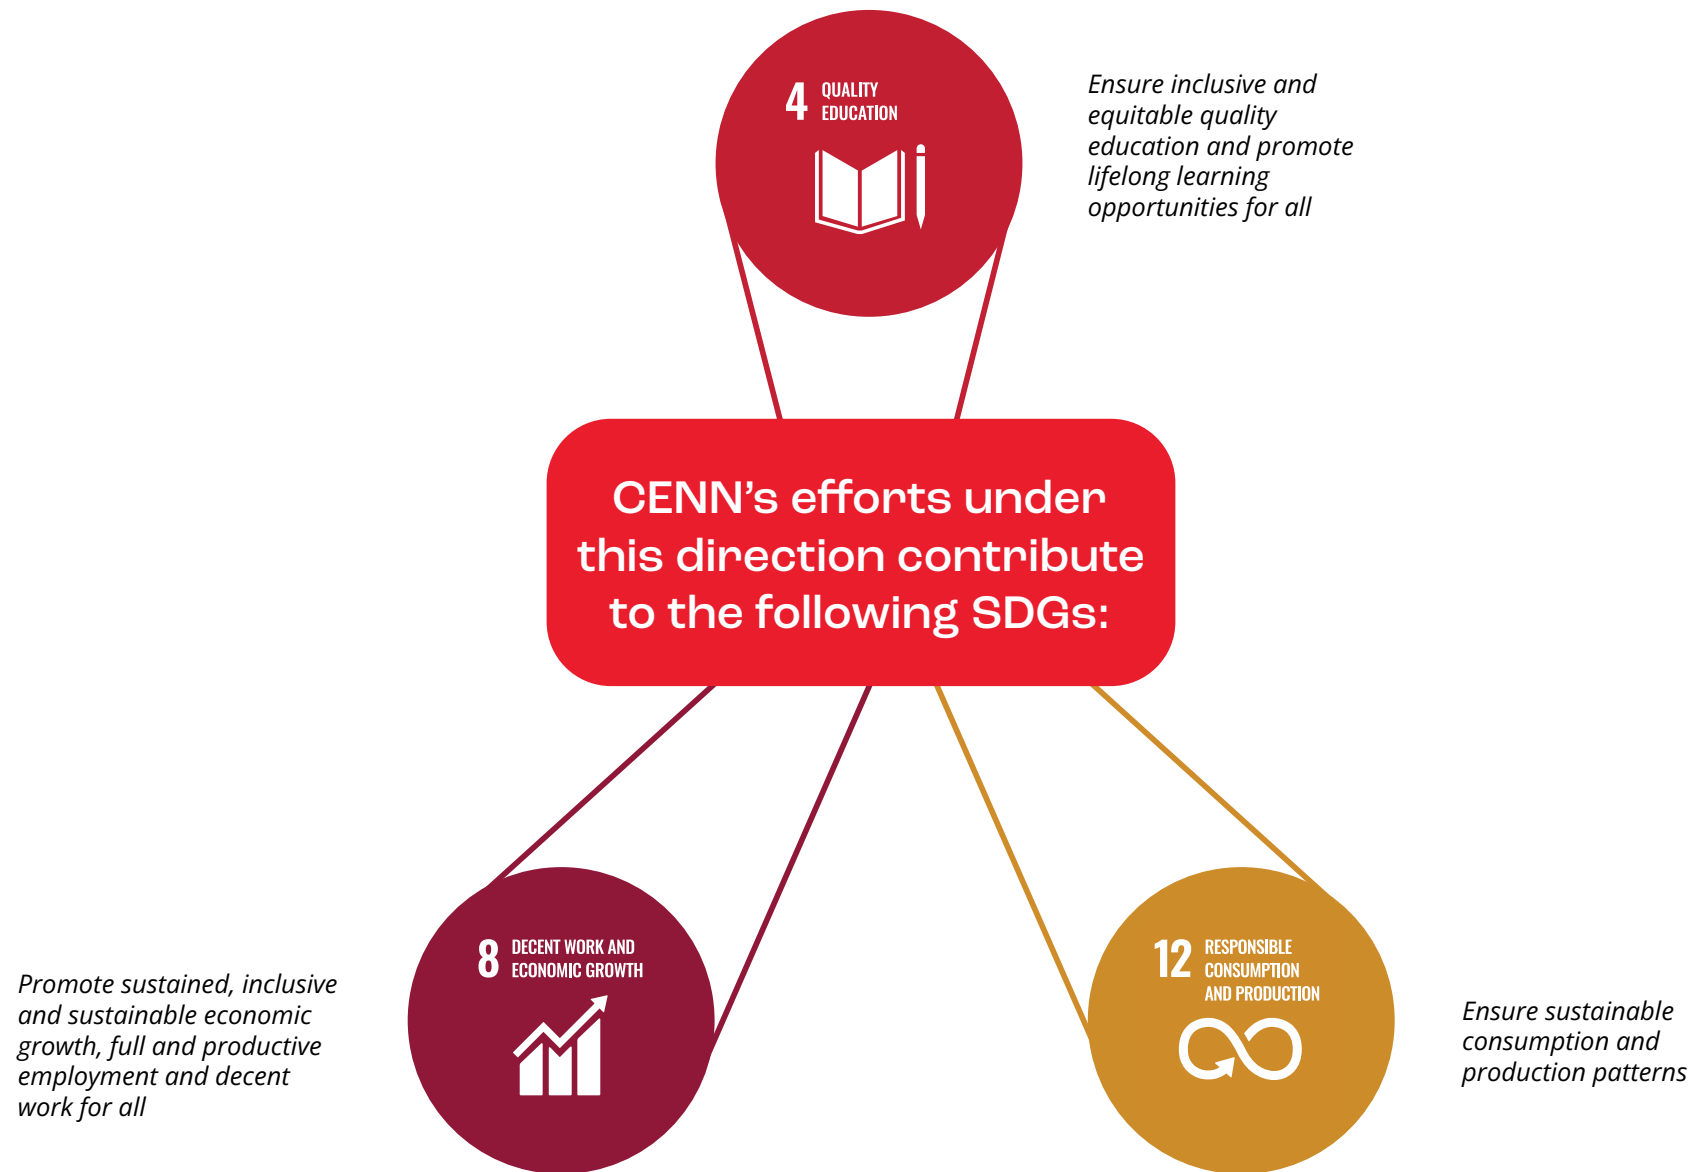 4 QUALITY
EDUCATION
Ensure inclusive and
equitable quality
education and promote
lifelong learning
opportunities for all
CENN’s efforts under
this direction contribute
to the following SDGs:
8 DECENT WORK AND
ECONOMIC GROWTH
Promote sustained, inclusive
and sustainable economic
growth, full and productive
employment and decent
work for all
12 RESPONSIBLE
CONSUMPTION
AND PRODUCTION
Ensure sustainable
consumption and
production patterns